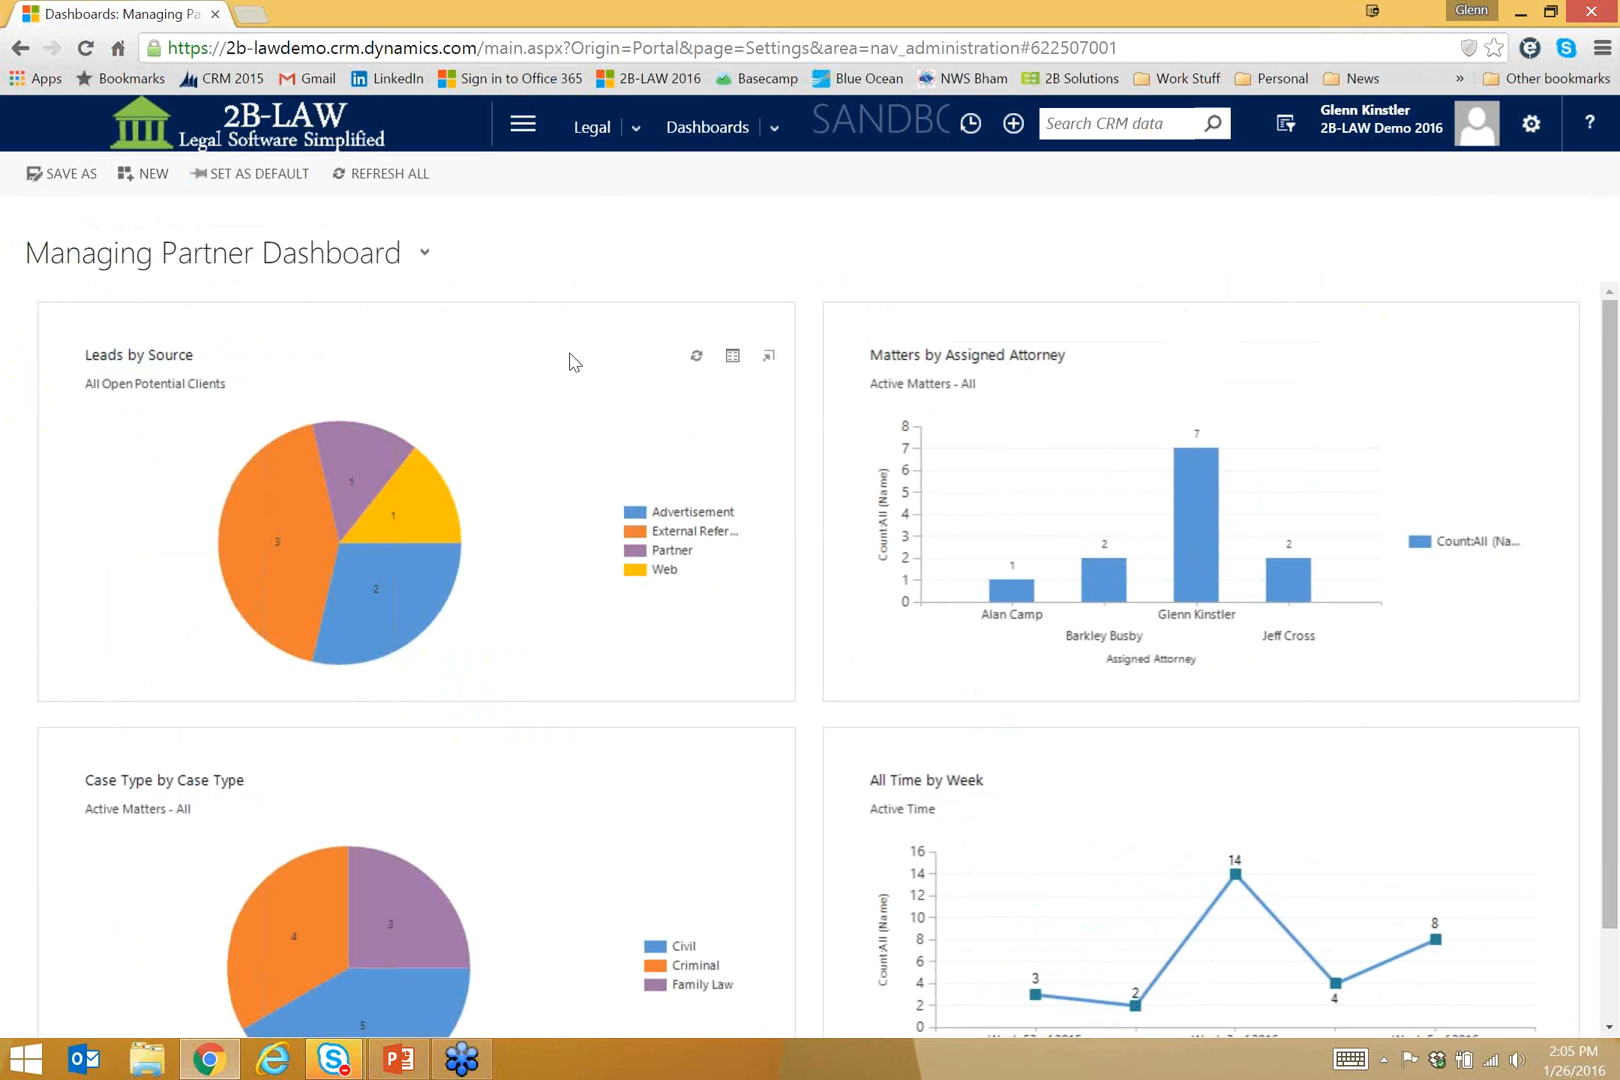 Dashboards: Managing Pa
Glenn
https://2b-lawdemo.crm.dynamics.com/main.aspx?Origin=Portal&page=Settings&area=nav_administration#622507001
Apps Bookmarks CRM 2015 Gmail LinkedIn Sign in to Office 365 2B-LAW 2016 Basecamp Blue Ocean NWS Bham 2B Solutions Work Stuff Personal News » Other bookmarks
2B-LAW
Legal Software Simplified
Legal Dashboards SANDBO
Search CRM data
Glenn Kinstler
2B-LAW Demo 2016
?
SAVE AS NEW SET AS DEFAULT REFRESH ALL
Managing Partner Dashboard
Leads by Source
All Open Potential Clients
1
1
3
2
Advertisement
External Refer...
Partner
Web
Matters by Assigned Attorney
Active Matters - All
8
7
6
5
4
3
2
1
0
Count:All (Name)
1
2
7
2
Alan Camp
Barkley Busby
Glenn Kinstler
Jeff Cross
Assigned Attorney
Count:All (Na...
Case Type by Case Type
Active Matters - All
3
4
5
Civil
Criminal
Family Law
All Time by Week
Active Time
16
14
12
10
8
6
4
2
0
Count:All (Name)
3
2
14
4
8
2:05 PM
1/26/2016